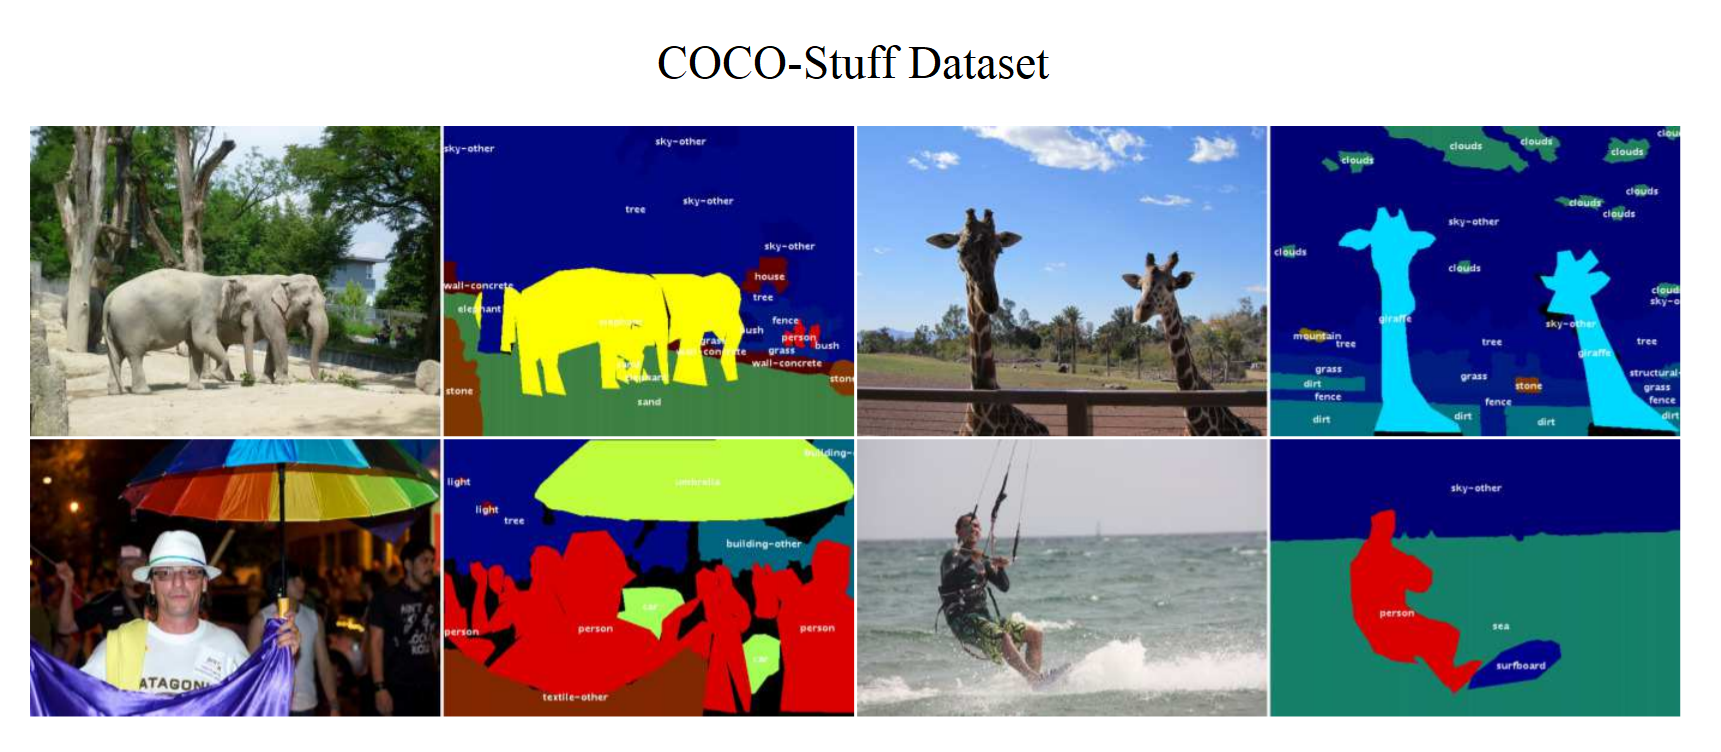 COCO-Stuff Dataset
sky-other
sky-other
tree
sky-other
sky-other
house
wall-concrete
tree
elephant
elephant
fence
bush
person
grass
bush
wall-concrete
grass
wall-concrete
sand
elephant
stone
stone
sand
clouds
clouds
clouds
clouds
clouds
clouds
clouds
sky-other
clouds
clouds
clouds
sky-o
giraffe
sky-other
mountain
tree
tree
tree
giraffe
grass
grass
structural-
dirt
stone
grass
fence
fence
fence
dirt
dirt
dirt
dirt
PATAGONI
light
building-
umbrella
light
tree
building-other
car
person
person
person
car
textile-other
sky-other
person
sea
surfboard